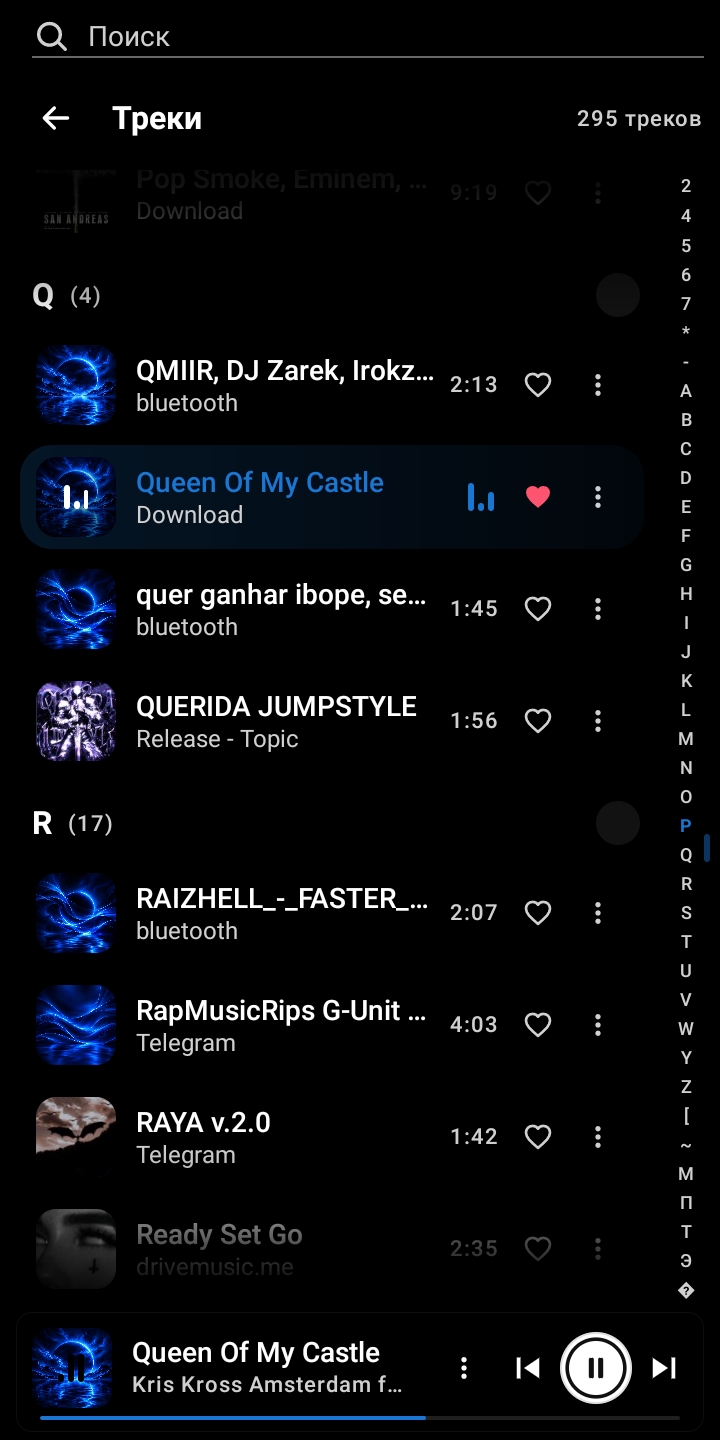 Поиск
Треки
295 треков
Pop Smoke, Eminem, ...
9:19
SAN ANDREAS
Download
Q (4)
QMIIR, DJ Zarek, Irokz...
2:13
bluetooth
Queen Of My Castle
Download
quer ganhar ibope, se...
1:45
bluetooth
QUERIDA JUMPSTYLE
1:56
Release - Topic
R (17)
RAIZHELL_-_FASTER_...
2:07
bluetooth
RapMusicRips G-Unit ...
4:03
Telegram
RAYA v.2.0
1:42
Telegram
Ready Set Go
2:35
drivemusic.me
2
4
5
6
7
*
-
A
B
C
D
E
F
G
H
I
J
K
L
M
N
O
P
Q
R
S
T
U
V
W
Y
Z
[
~
М
П
Т
Э
�
Queen Of My Castle
Kris Kross Amsterdam f...